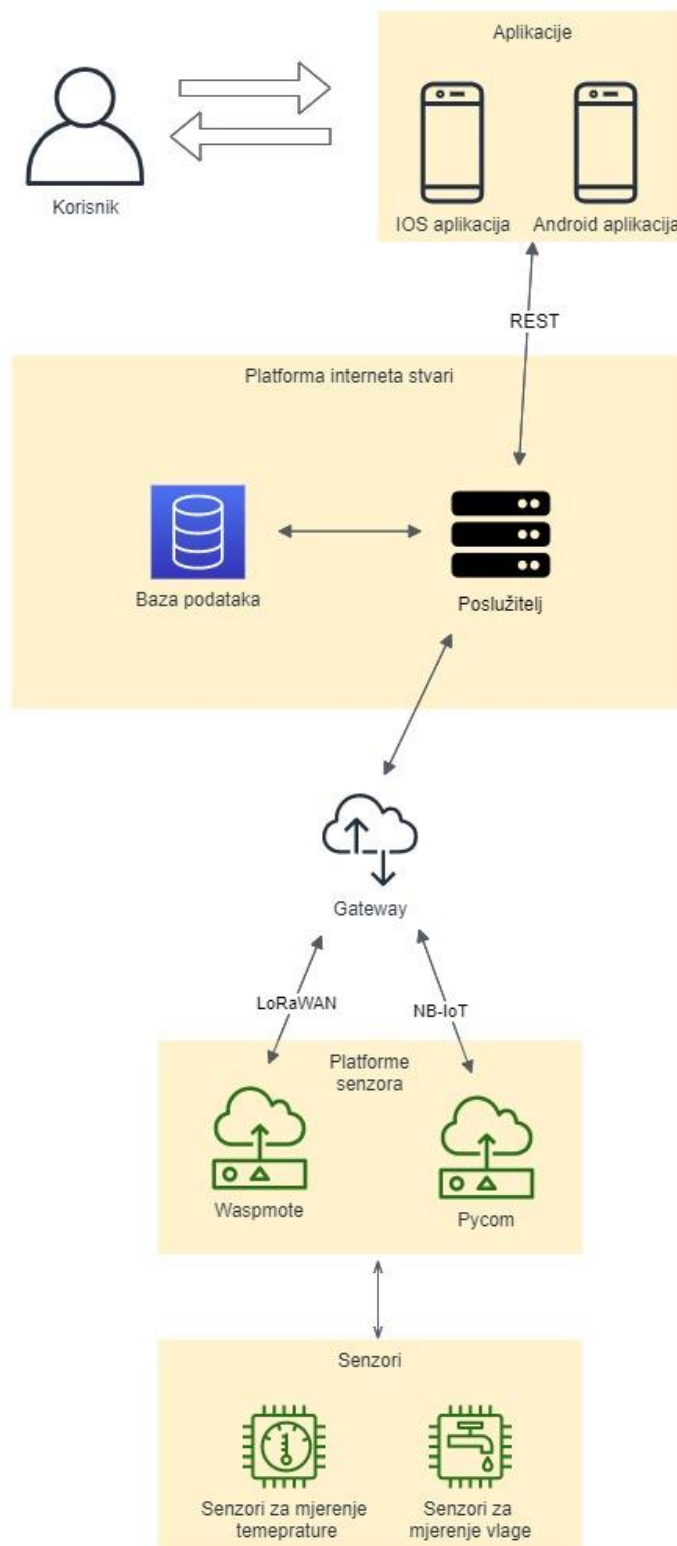 Aplikacije
Korisnik
IOS aplikacija
Android aplikacija
REST
Platforma interneta stvari
Baza podataka
Poslužitelj
Gateway
LoRaWAN
NB-IoT
Platforme
senzora
Waspmote
Pycom
Senzori
Senzori za mjerenje
temeprature
Senzori za
mjerenje vlage